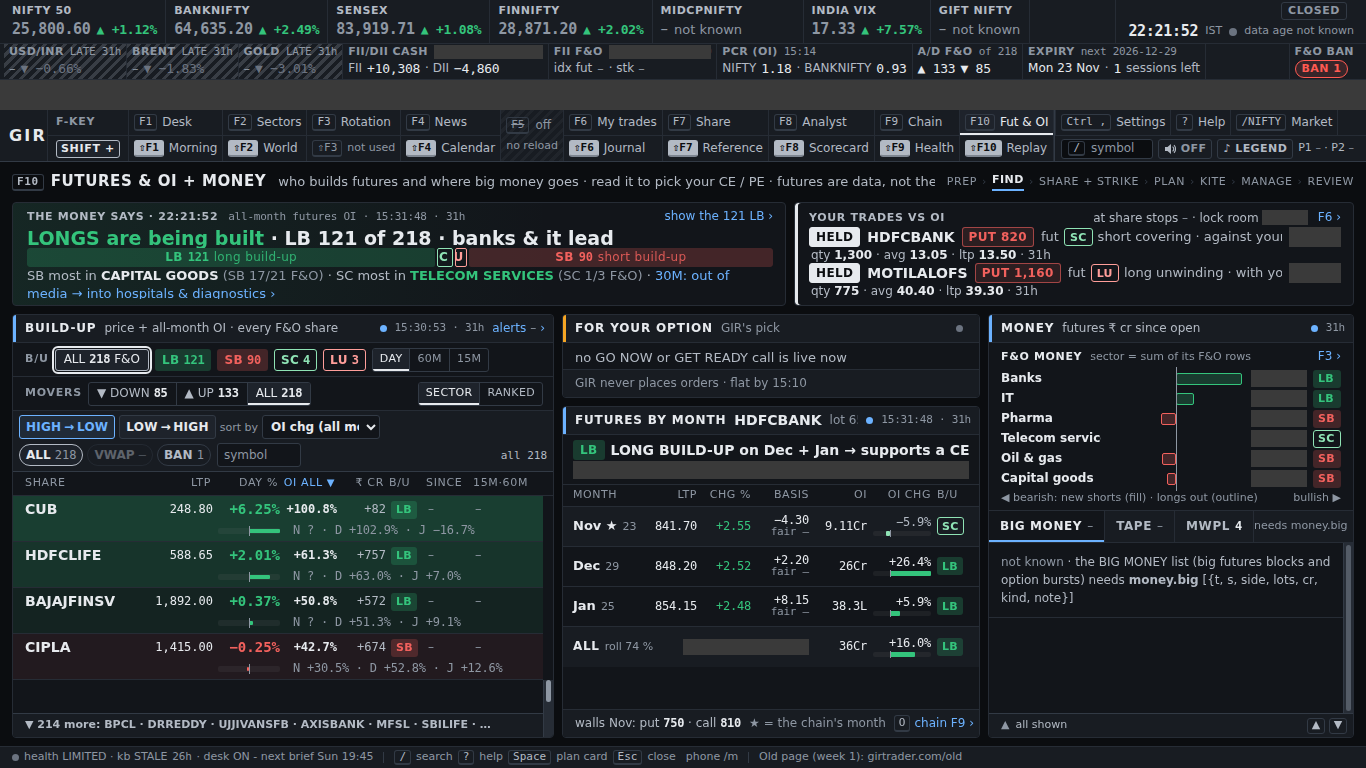 NIFTY 50 BANKNIFTY SENSEX FINNIFTY MIDCPNIFTY INDIA VIX GIFT NIFTY CLOSED
25,800.60 ▲ +1.12% 64,635.20 ▲ +2.67% 83,919.71 ▲ +1.08% 28,871.20 ▲ +2.02% – not known 17.33 ▲ +7.57% – not known 22:21:52 IST data age not known
USD/INR LATE 31h BRENT LATE 31h GOLD LATE 31h FII/DII CASH FII F&O PCR (OI) 15:14 A/D F&O of 218 EXPIRY next 2026-12-29 F&O BAN
– ▼ −0.66% – ▼ −1.83% – ▼ −3.01% FII +10,308 · DII −4,860 idx fut – · stk – NIFTY 1.18 · BANKNIFTY 0.93 ▲ 133 ▼ 85 Mon 23 Nov · 1 sessions left BAN 1
GIR F-KEY F1 Desk F2 Sectors F3 Rotation F4 News F5 off F6 My trades F7 Share F8 Analyst F9 Chain F10 Fut & OI Ctrl , Settings ? Help /NIFTY Market
SHIFT + ⇧F1 Morning ⇧F2 World ⇧F3 not used ⇧F4 Calendar no reload ⇧F6 Journal ⇧F7 Reference ⇧F8 Scorecard ⇧F9 Health ⇧F10 Replay / symbol OFF ♪ LEGEND P1 – · P2 –
F10 FUTURES & OI + MONEY who builds futures and where big money goes · read it to pick your CE / PE · futures are data, not the PREP › FIND › SHARE + STRIKE › PLAN › KITE › MANAGE › REVIEW
THE MONEY SAYS · 22:21:52 all-month futures OI · 15:31:48 · 31h show the 121 LB ›
LONGS are being built · LB 121 of 218 · banks & it lead
LB 121 long build-up SC LU SB 90 short build-up
SB most in CAPITAL GOODS (SB 17/21 F&O) · SC most in TELECOM SERVICES (SC 1/3 F&O) · 30M: out of
media → into hospitals & diagnostics ›
YOUR TRADES VS OI at share stops – · lock room F6 ›
HELD HDFCBANK PUT 820 fut SC short covering · against your
qty 1,300 · avg 13.05 · ltp 13.50 · 31h
HELD MOTILALOFS PUT 1,160 fut LU long unwinding · with yo
qty 775 · avg 40.40 · ltp 39.30 · 31h
BUILD-UP price + all-month OI · every F&O share 15:30:53 · 31h alerts – ›
B/U ALL 218 F&O LB 121 SB 90 SC 4 LU 3 DAY 60M 15M
MOVERS ▼ DOWN 85 ▲ UP 133 ALL 218 SECTOR RANKED
HIGH → LOW LOW → HIGH sort by OI chg (all mo
ALL 218 VWAP – BAN 1 symbol all 218
SHARE LTP DAY % OI ALL ▼ ₹ CR B/U SINCE 15M·60M
CUB 248.80 +6.25% +100.8% +82 LB – –
N ? · D +102.9% · J −16.7%
HDFCLIFE 588.65 +2.01% +61.3% +757 LB – –
N ? · D +63.0% · J +7.0%
BAJAJFINSV 1,892.00 +0.37% +50.8% +572 LB – –
N ? · D +51.3% · J +9.1%
CIPLA 1,415.00 −0.25% +42.7% +674 SB – –
N +30.5% · D +52.8% · J +12.6%
▼ 214 more: BPCL · DRREDDY · UJJIVANSFB · AXISBANK · MFSL · SBILIFE · …
FOR YOUR OPTION GIR's pick
no GO NOW or GET READY call is live now
GIR never places orders · flat by 15:10
FUTURES BY MONTH HDFCBANK lot 15:31:48 · 31h
LB LONG BUILD-UP on Dec + Jan → supports a CE
MONTH LTP CHG % BASIS OI OI CHG B/U
Nov ★ 23 841.70 +2.55 −4.30 fair – 9.11Cr −5.9% SC
Dec 29 848.20 +2.52 +2.20 fair – 26Cr +26.4% LB
Jan 25 854.15 +2.48 +8.15 fair – 38.3L +5.9% LB
ALL roll 74 % 36Cr +16.0% LB
walls Nov: put 750 · call 810 ★ = the chain's month O chain F9 ›
MONEY futures ₹ cr since open 31h
F&O MONEY sector = sum of its F&O rows F3 ›
Banks LB
IT LB
Pharma SB
Telecom servic SC
Oil & gas SB
Capital goods SB
◀ bearish: new shorts (fill) · longs out (outline) bullish ▶
BIG MONEY – TAPE – MWPL 4 needs money.big
not known · the BIG MONEY list (big futures blocks and
option bursts) needs money.big [{t, s, side, lots, cr,
kind, note}]
▲ all shown ▲ ▼
health LIMITED · kb STALE 26h · desk ON - next brief Sun 19:45 / search ? help Space plan card Esc close phone /m Old page (week 1): girtrader.com/old